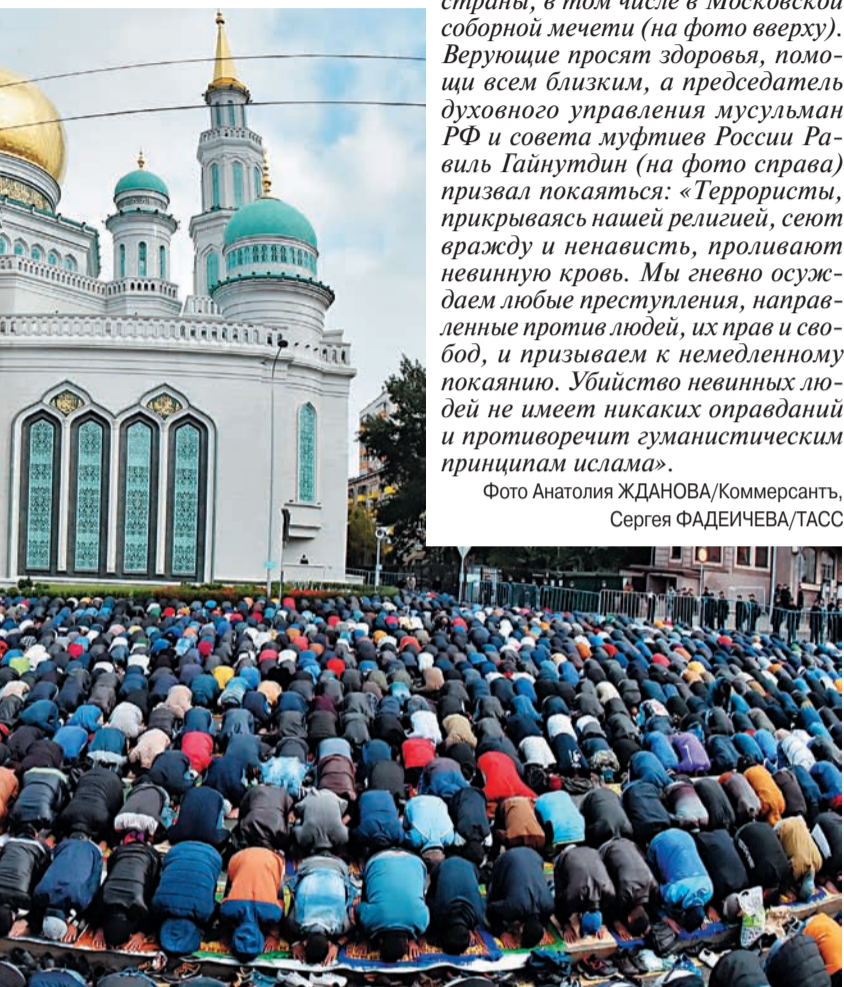 страны, в том числе в Московской
соборной мечети (на фото вверху).
Верующие просят здоровья, помо-
щи всем близким, а председатель
духовного управления мусульман
РФ и совета муфтиев России Ра-
виль Гайнутдин (на фото справа)
призвал покаяться: «Террористы,
прикрываясь нашей религией, сеют
вражду и ненависть, проливают
невинную кровь. Мы гневно осуж-
даем любые преступления, направ-
ленные против людей, их прав и сво-
бод, и призываем к немедленному
покаянию. Убийство невинных лю-
дей не имеет никаких оправданий
и противоречит гуманистическим
принципам ислама».
Фото Анатолия ЖДАНОВА/Коммерсантъ,
Сергея ФАДЕИЧЕВА/ТАСС